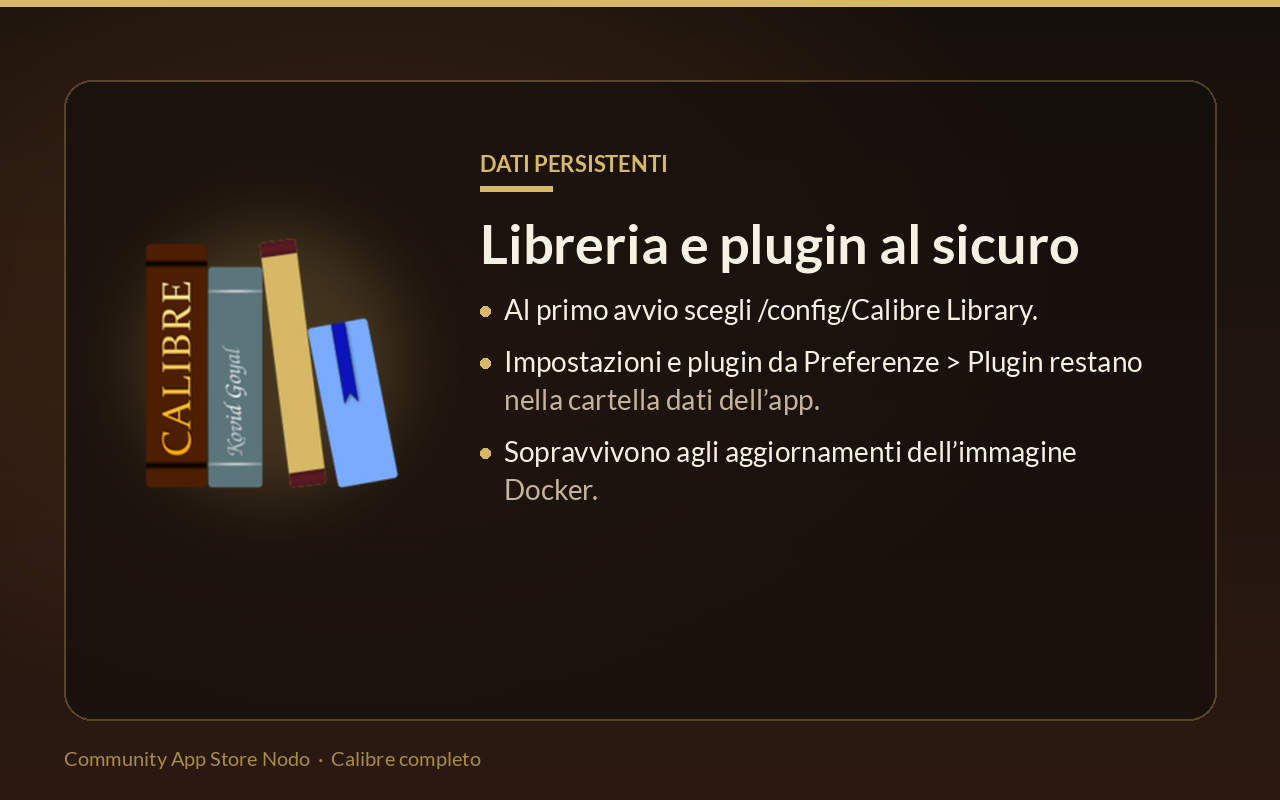 DATI PERSISTENTI
Libreria e plugin al sicuro
Al primo avvio scegli /config/Calibre Library.
Impostazioni e plugin da Preferenze > Plugin restano
nella cartella dati dell’app.
Sopravvivono agli aggiornamenti dell’immagine
Docker.
CALIBRE
Kovid Goyal
Community App Store Nodo · Calibre completo